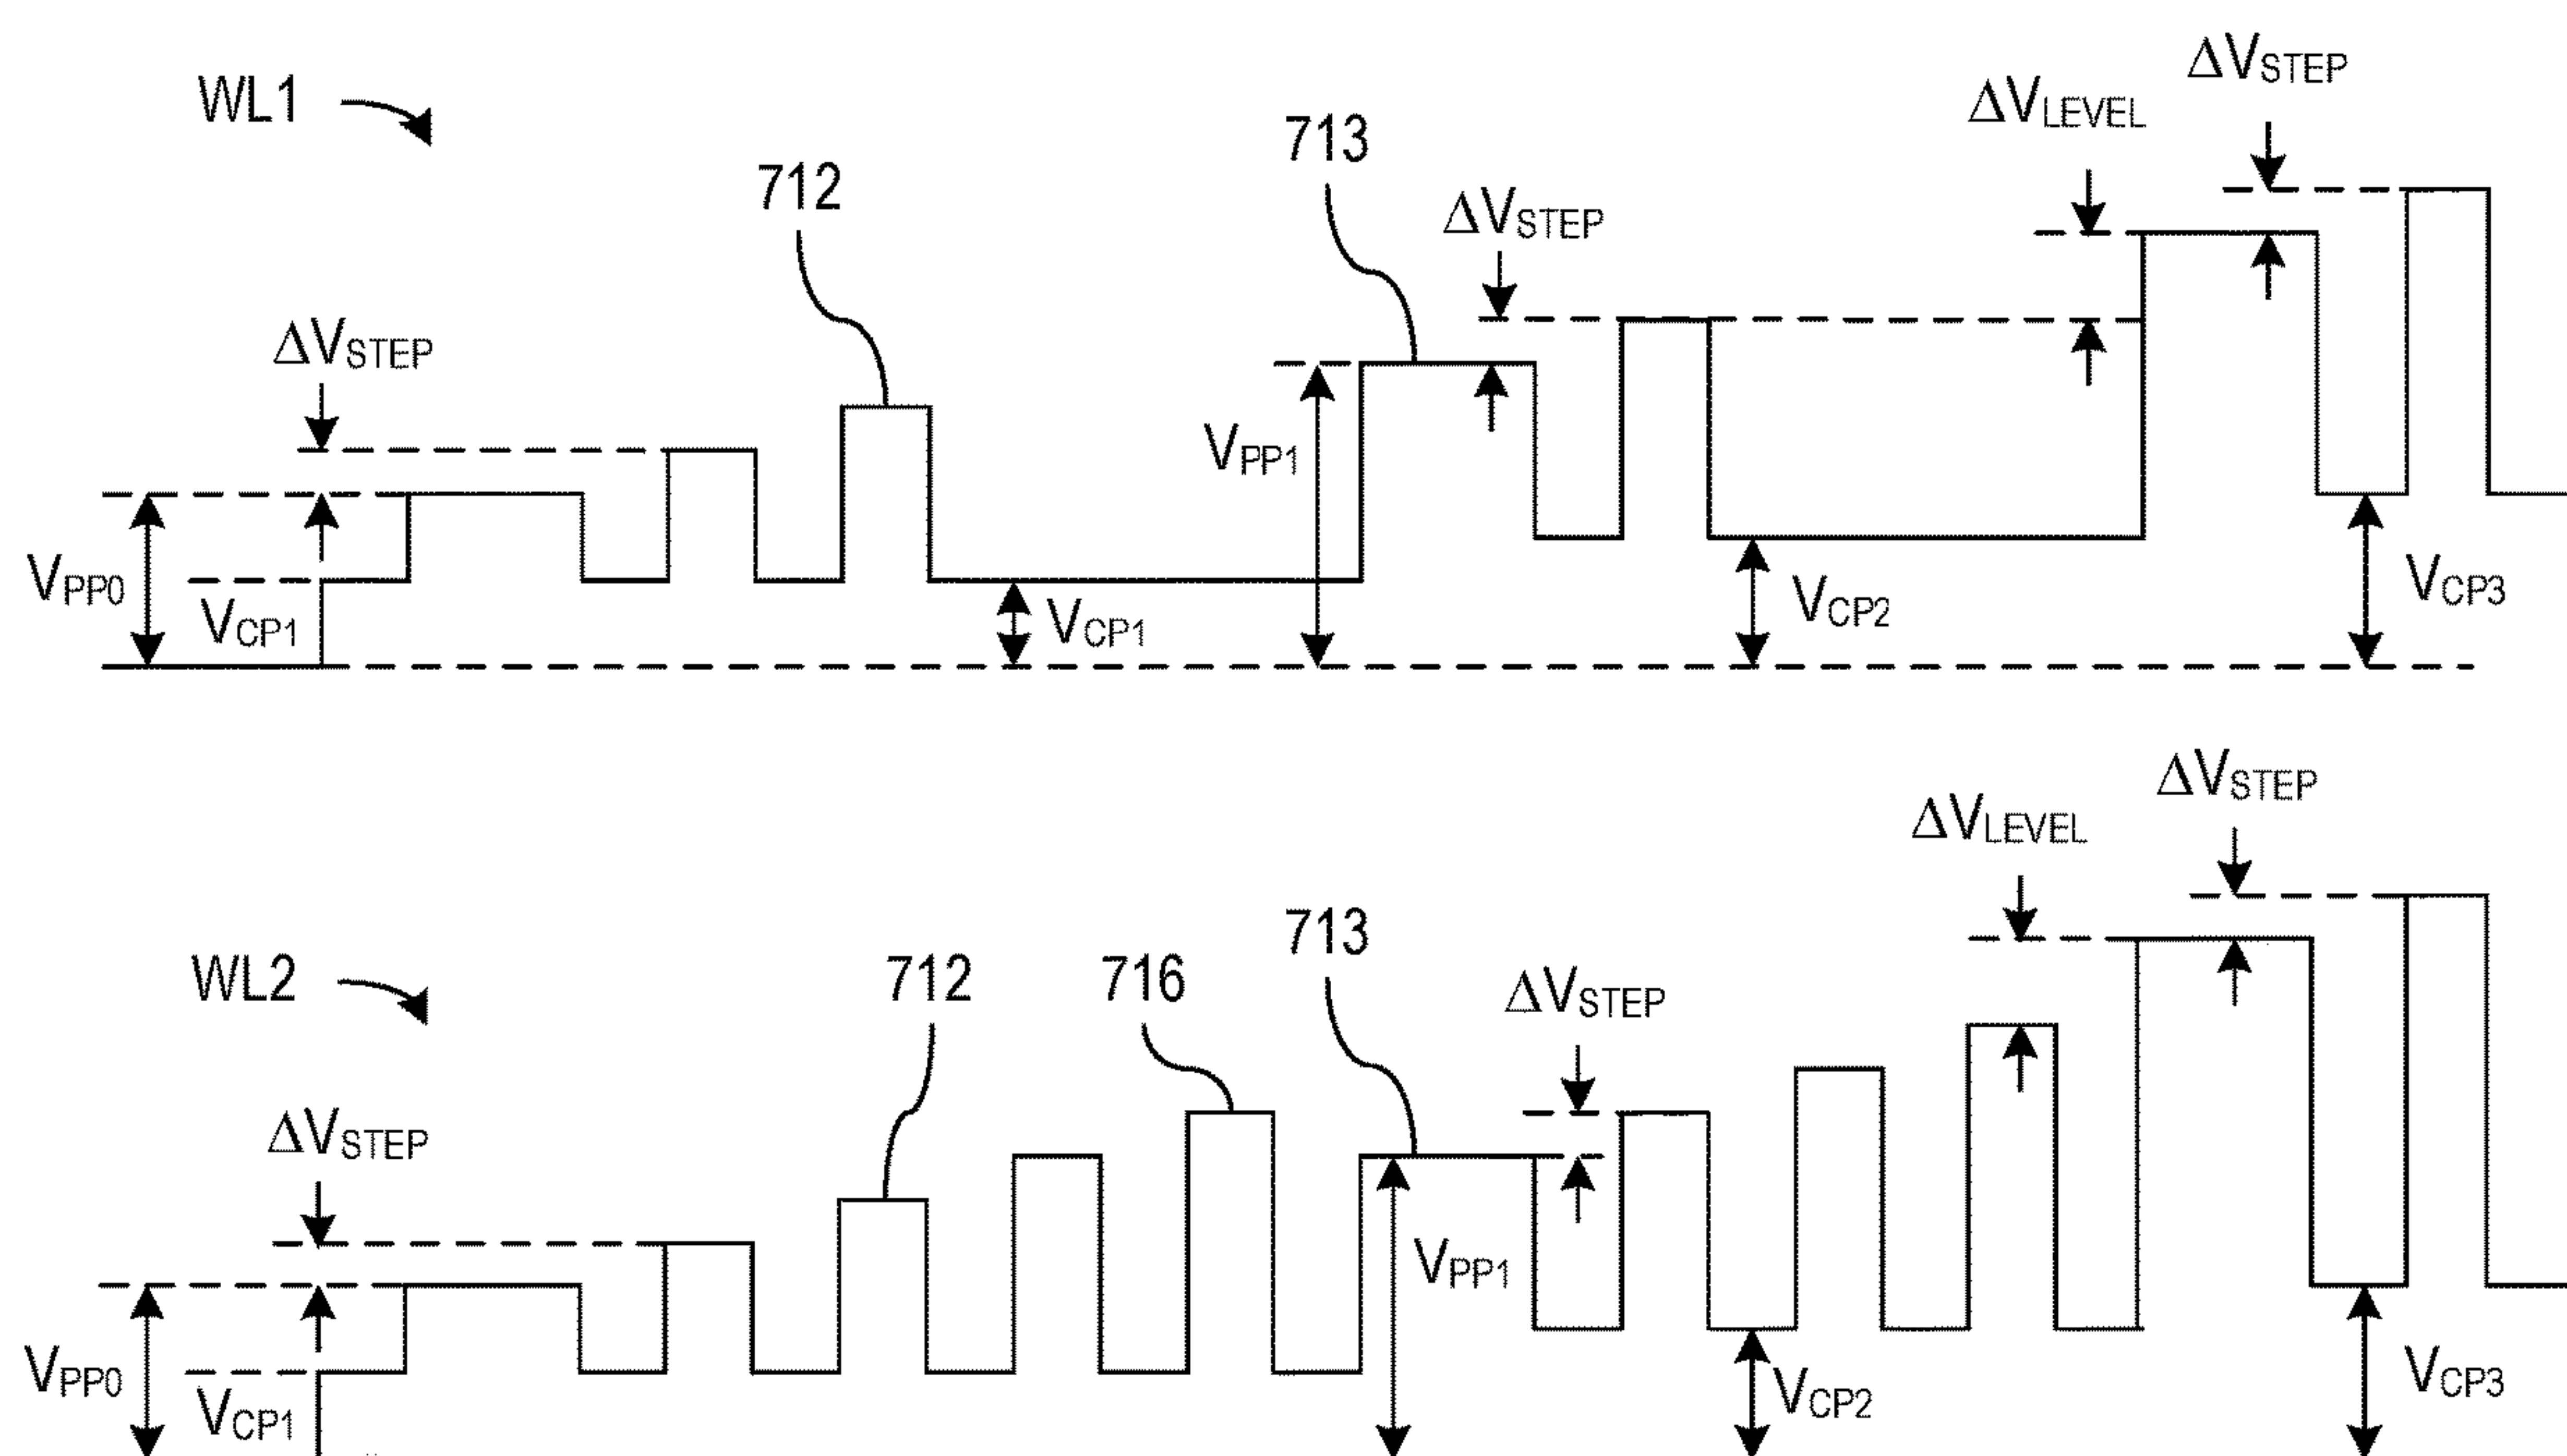 ΔVSTEP
WL1
ΔVLEVEL
713
712
ΔVSTEP
ΔVSTEP
VPP1
VPP0
VCP1
VCP1
VCP2
VCP3
ΔVSTEP
ΔVLEVEL
WL2
712
716
713
ΔVSTEP
ΔVSTEP
VPP1
VPP0
VCP1
VCP2
VCP3